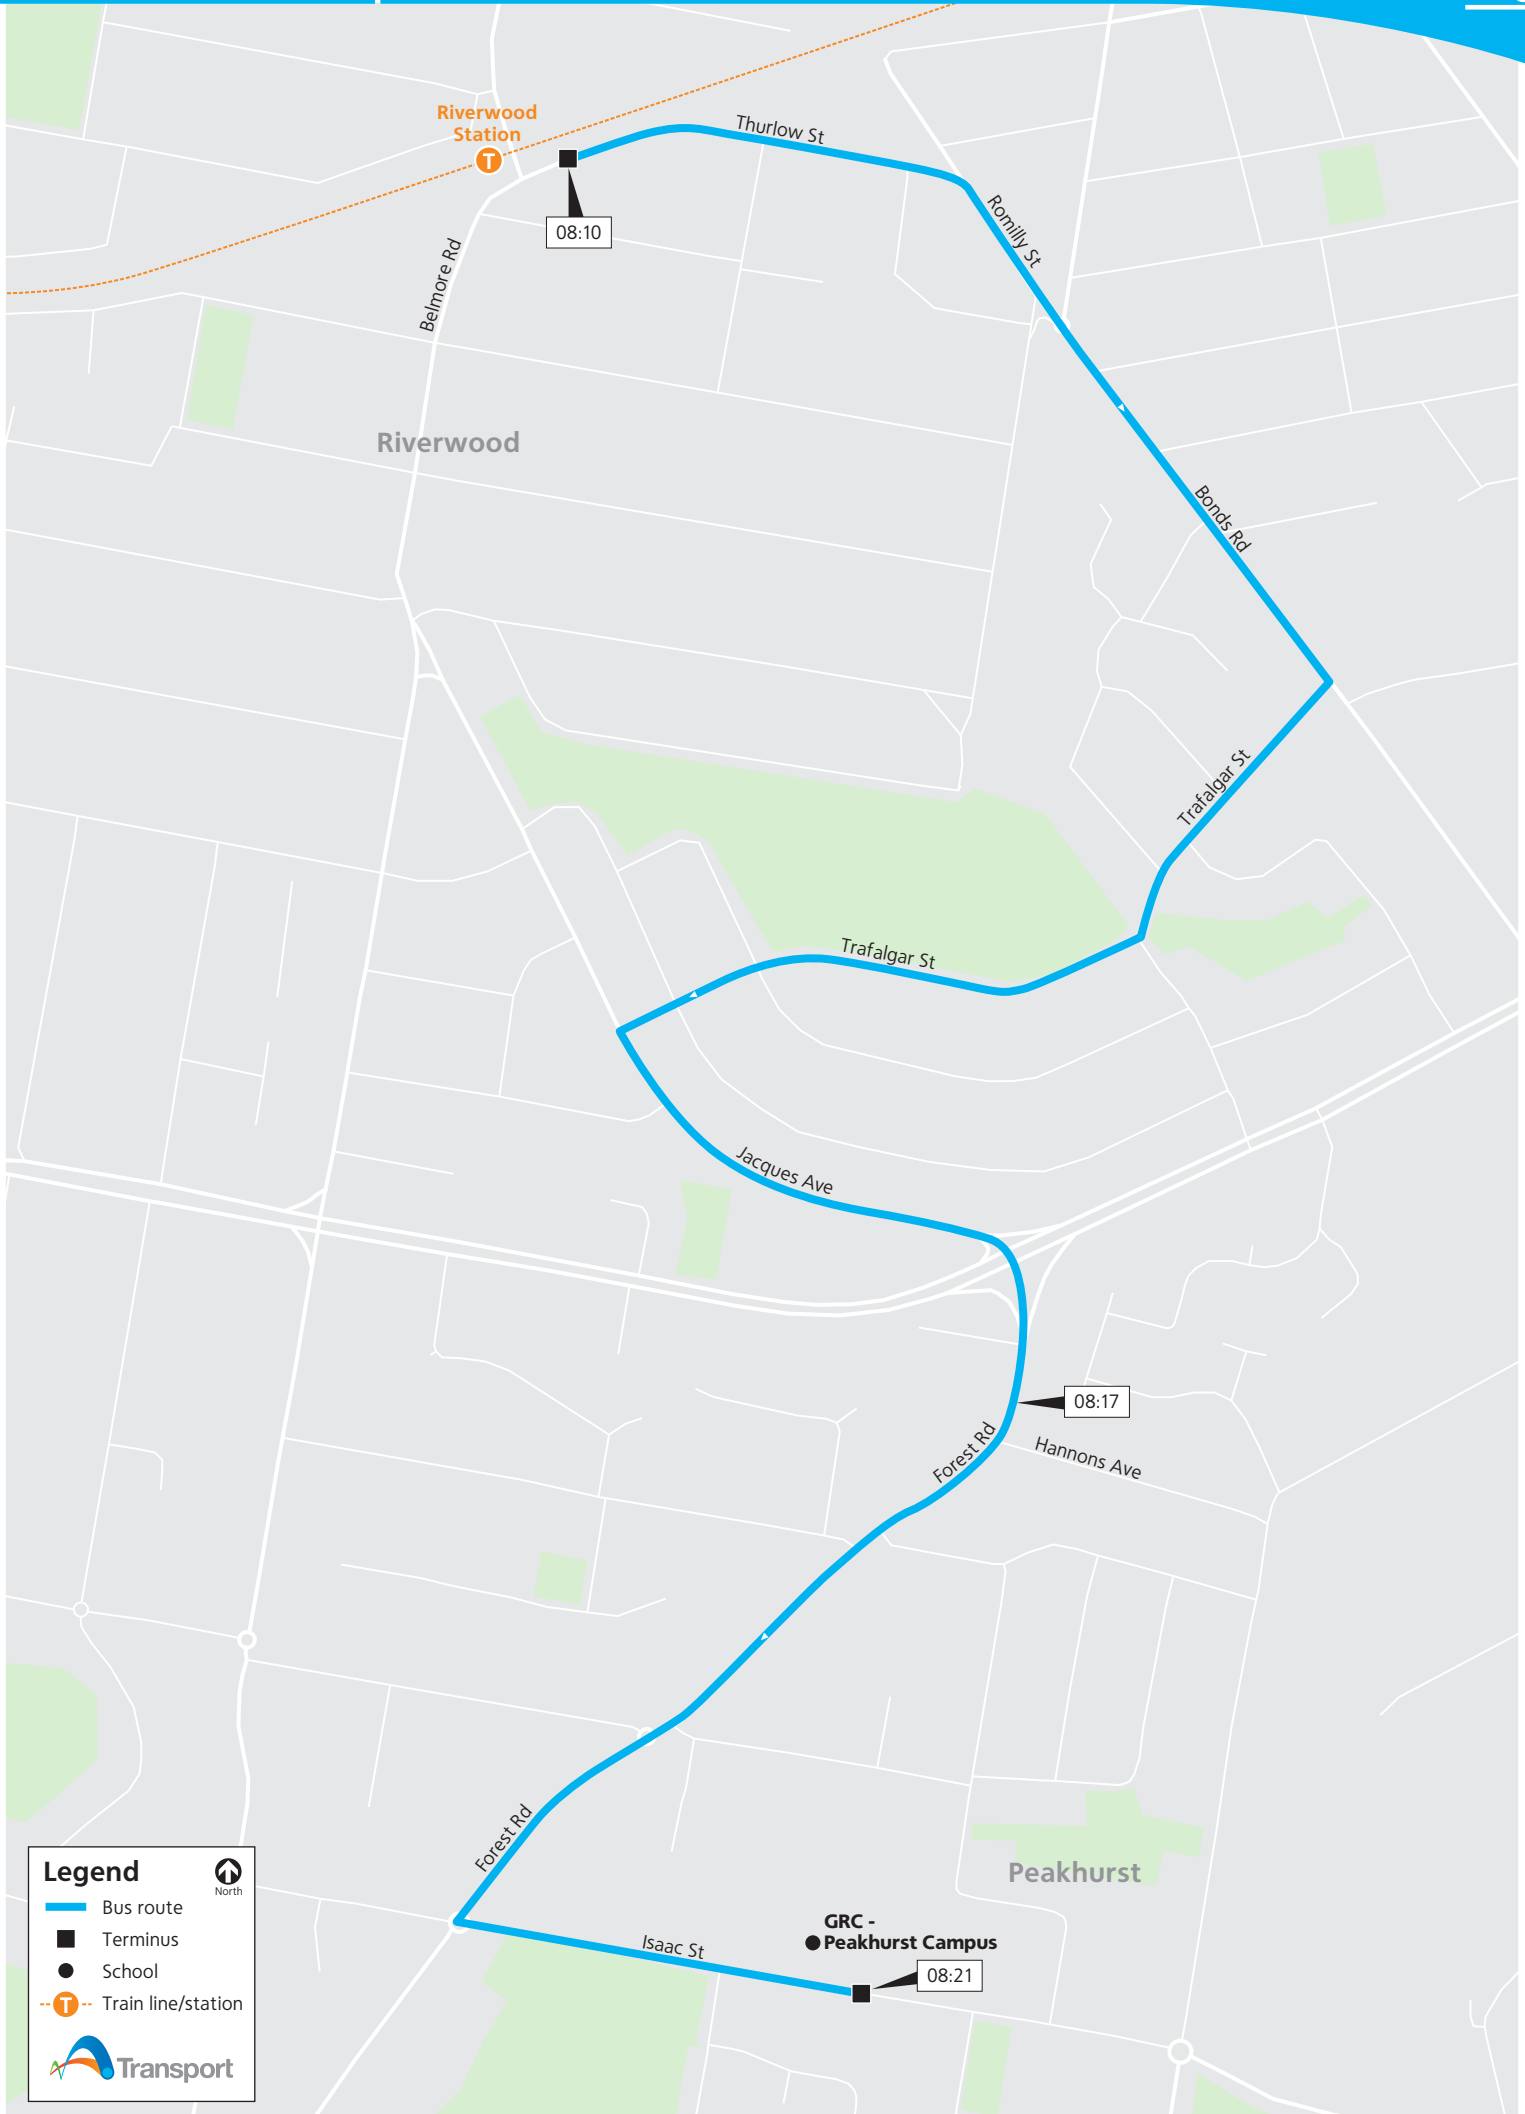 Riverwood
Station
T
Thurlow St
08:10
Romilly St
Belmore Rd
Riverwood
Bonds Rd
Trafalgar St
Trafalgar St
Jacques Ave
08:17
Forest Rd
Hannons Ave
Forest Rd
Peakhurst
GRC -
Peakhurst Campus
Isaac St
08:21
Legend
North
Bus route
Terminus
School
T
Train line/station
Transport